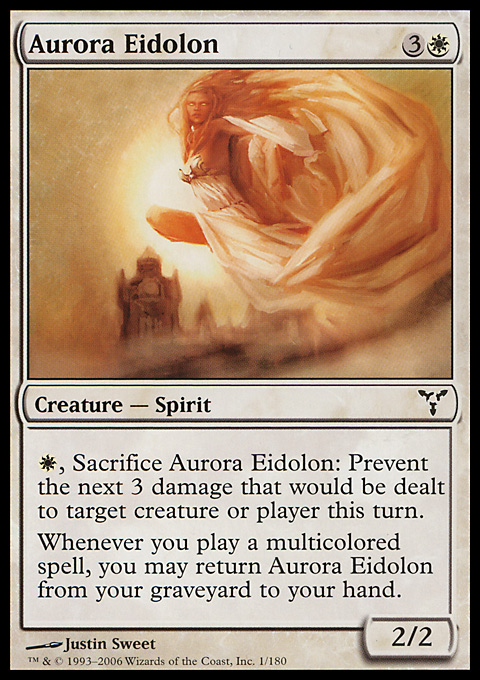 Aurora Eidolon 3
Creature — Spirit
, Sacrifice Aurora Eidolon: Prevent
the next 3 damage that would be dealt
to target creature or player this turn.
Whenever you play a multicolored
spell, you may return Aurora Eidolon
from your graveyard to your hand.
2/2
Justin Sweet
™ & © 1993–2006 Wizards of the Coast, Inc. 1/180